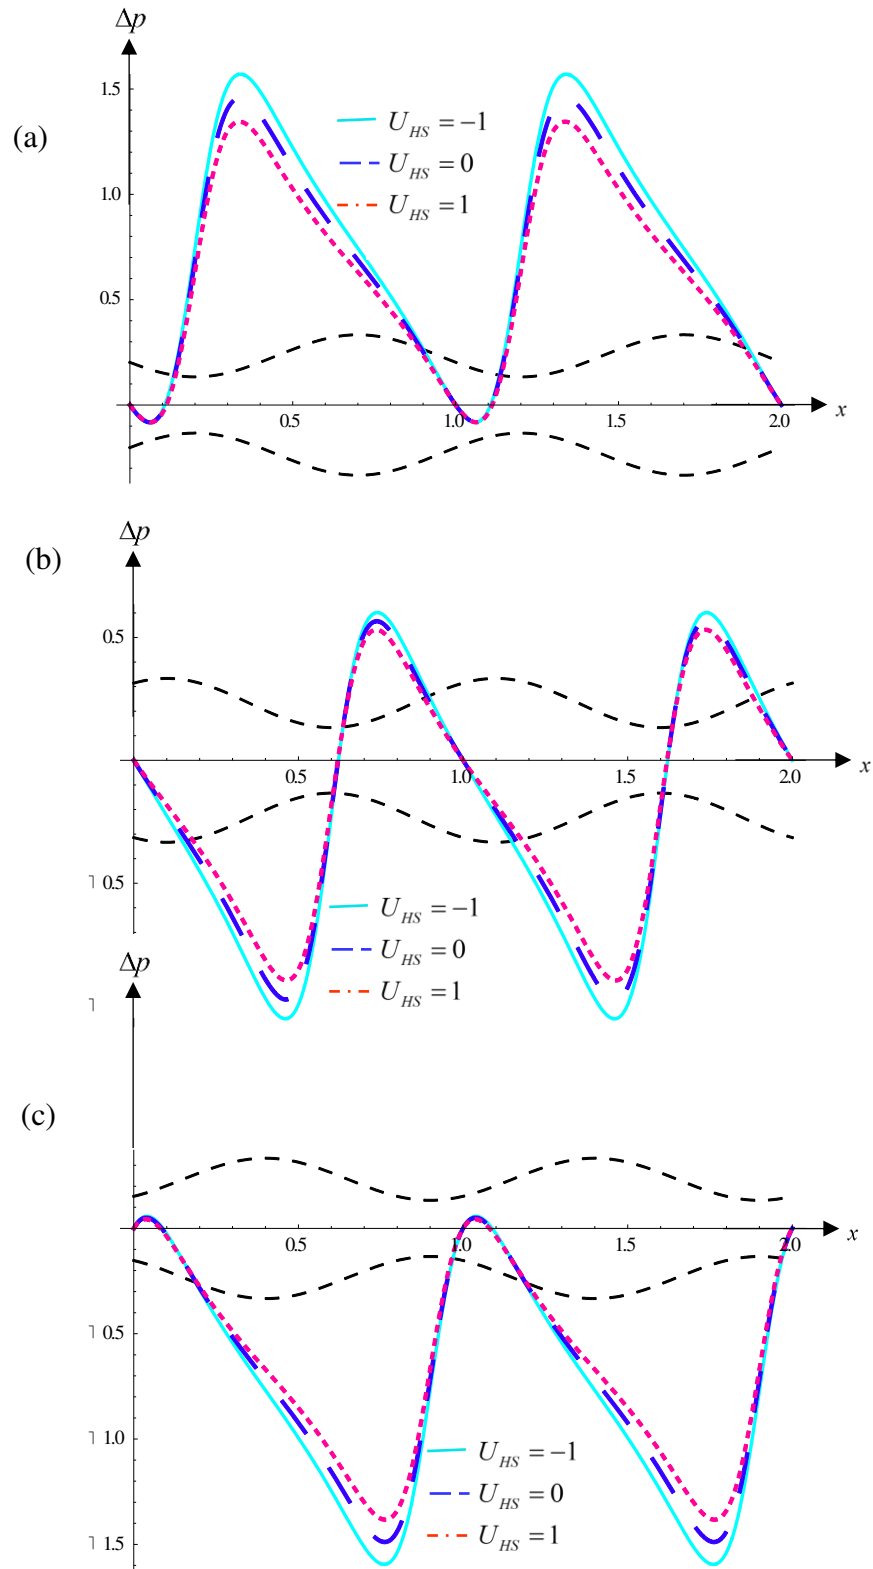 Δp
(a)
1.5
1.0
0.5
U_HS = −1
U_HS = 0
U_HS = 1
0.5
1.0
1.5
2.0
x
(b)
Δp
0.5
0.5
1.0
1.5
2.0
x
˥ 0.5
˥
U_HS = −1
U_HS = 0
U_HS = 1
Δp
(c)
0.5
1.0
1.5
2.0
x
˥ 0.5
˥ 1.0
˥ 1.5
U_HS = −1
U_HS = 0
U_HS = 1